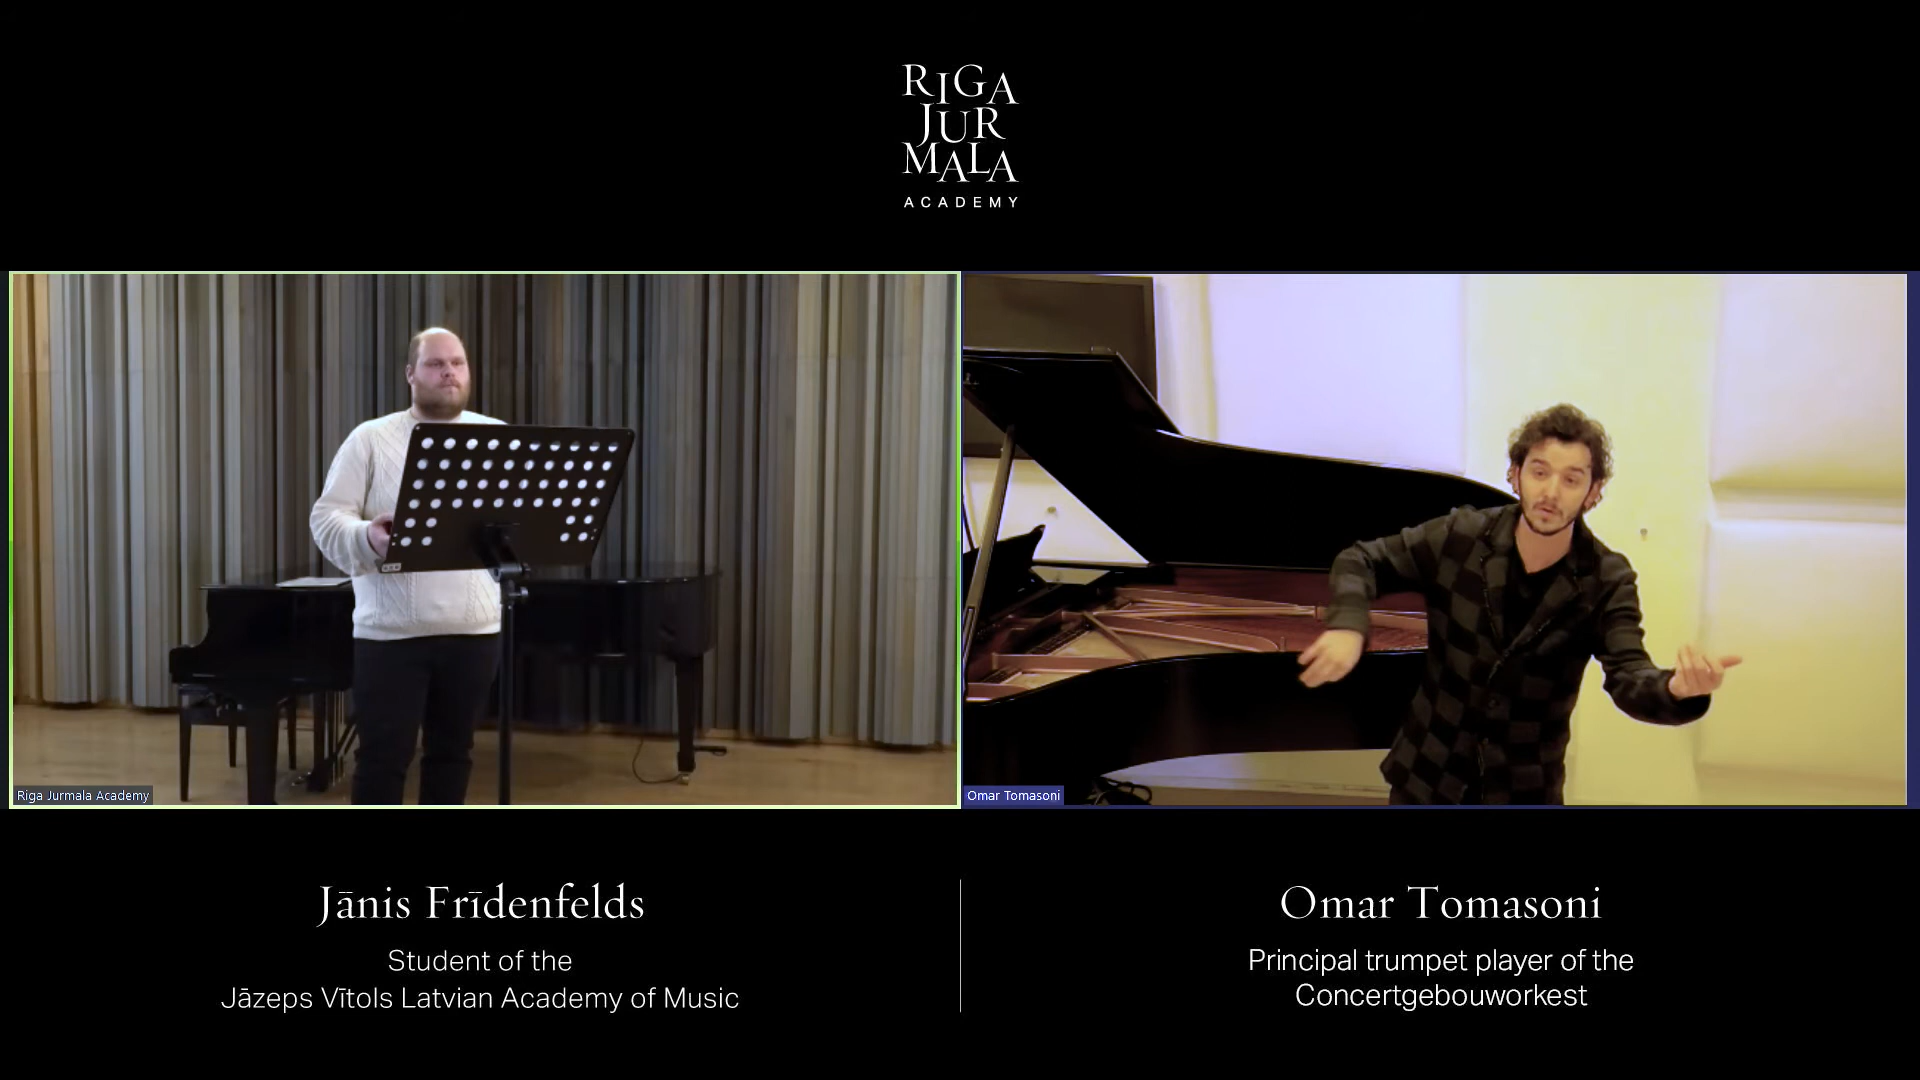 RIGA
JUR
MALA
ACADEMY
Riga Jurmala Academy
Omar Tomasoni
Jānis Frīdenfelds
Student of the
Jāzeps Vītols Latvian Academy of Music
Omar Tomasoni
Principal trumpet player of the
Concertgebouworkest